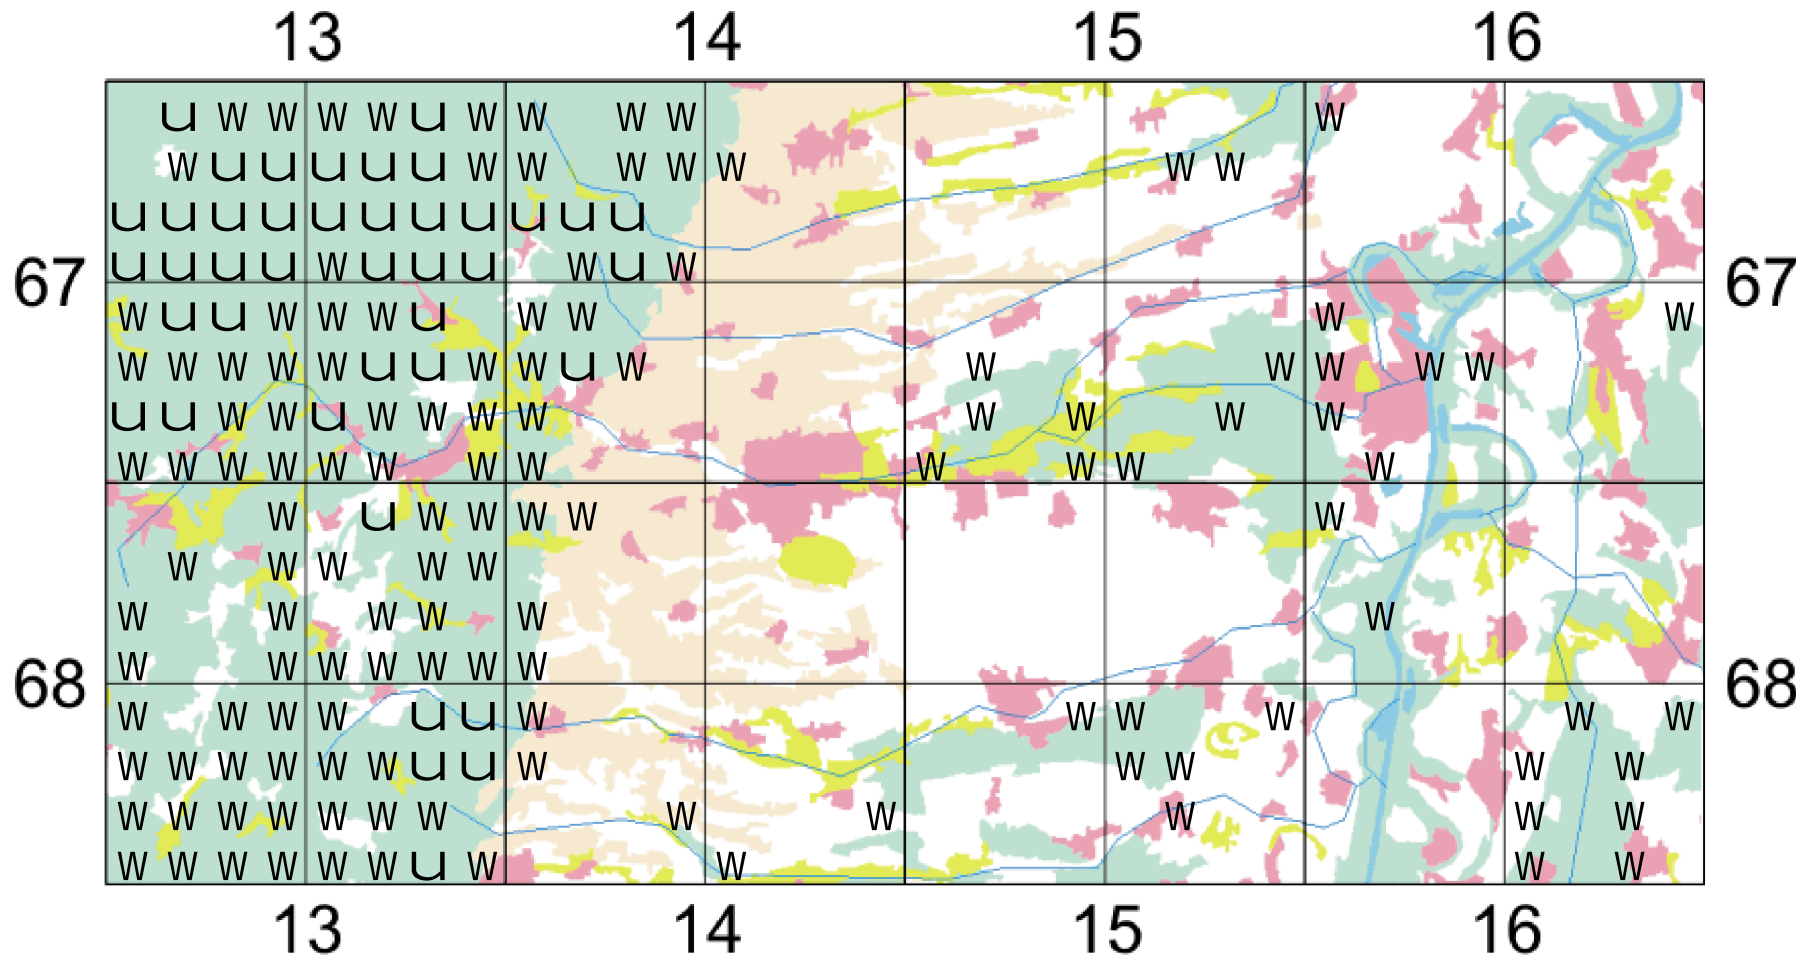 13 14 15 16
u w w w w u w w w w w
w u u u u u w w w w w w w
u u u u u u u u u u u
67 u u u u w u u u w u w 67
w u u w w w u w w w w
w w w w w u u w w u w w w w w w
u u w w u w w w w w w w w
w w w w w w w w w w w w
w u w w w w w
w w w w w
w w w w w w
68 w w w w w w w 68
w w w w u u w w w w w w
w w w w w w u u w w w w w
w w w w w w w w w w w w
w w w w w w u w w w w
13 14 15 16